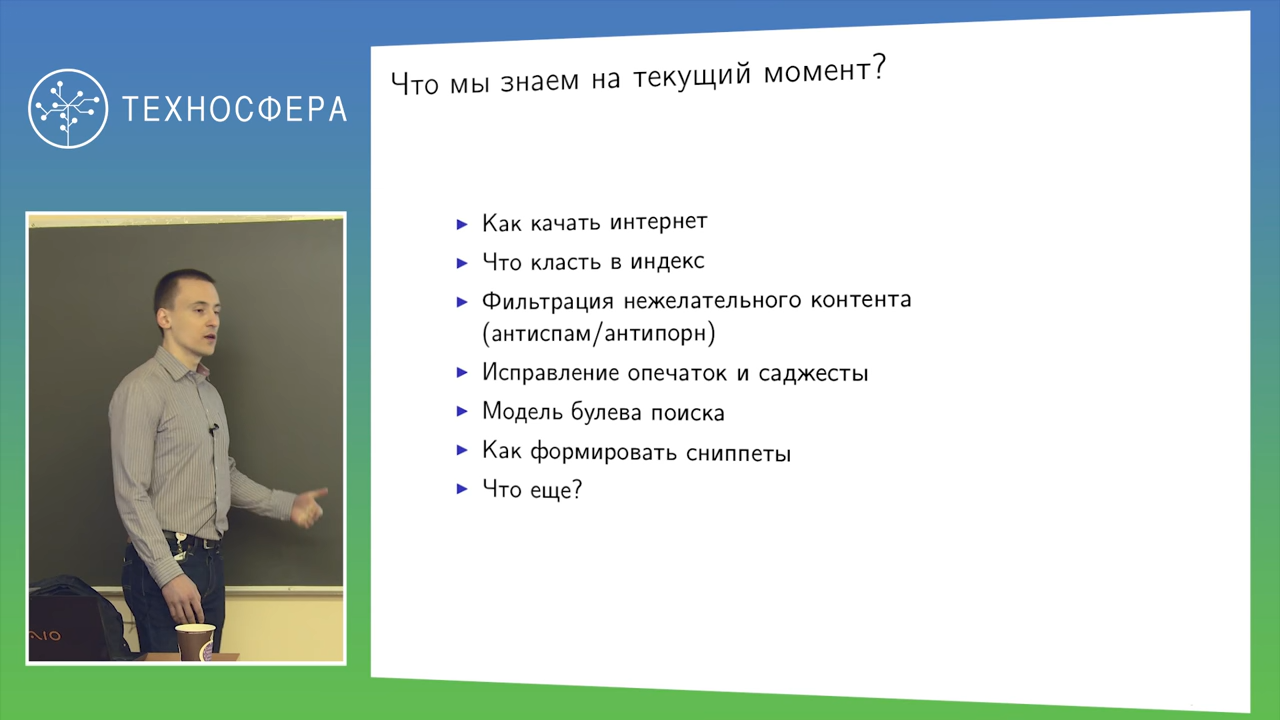 ТЕХНОСФЕРА
Что мы знаем на текущий момент?
Как качать интернет
Что класть в индекс
Фильтрация нежелательного контента
(антиспам/антипорн)
Исправление опечаток и саджесты
Модель булева поиска
Как формировать сниппеты
Что еще?